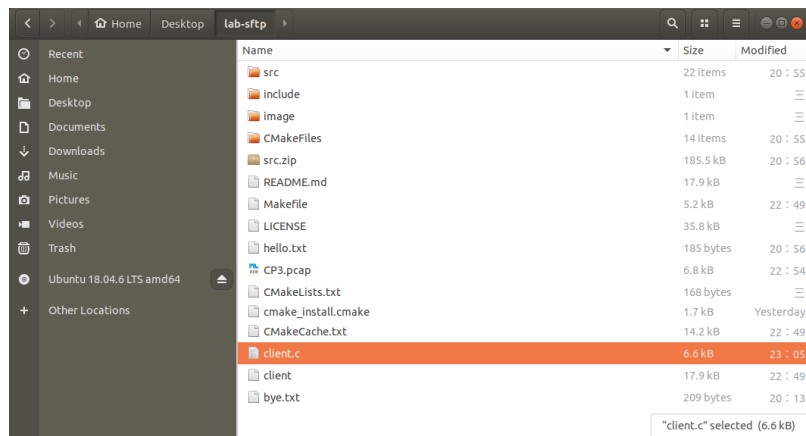 Home Desktop lab-sftp
Recent
Home
Desktop
Documents
Downloads
Music
Pictures
Videos
Trash
Ubuntu 18.04.6 LTS amd64
Other Locations
Name Size Modified
src 22 items 20：55
include 1 item 三
image 1 item 三
CMakeFiles 14 items 20：55
src.zip 185.5 kB 20：56
README.md 17.9 kB 三
Makefile 5.2 kB 22：49
LICENSE 35.8 kB 三
hello.txt 185 bytes 20：56
CP3.pcap 6.8 kB 22：54
CMakeLists.txt 168 bytes 三
cmake_install.cmake 1.7 kB Yesterday
CMakeCache.txt 14.2 kB 22：49
client.c 6.6 kB 23：05
client 17.9 kB 22：49
bye.txt 209 bytes 20：13
"client.c" selected (6.6 kB)